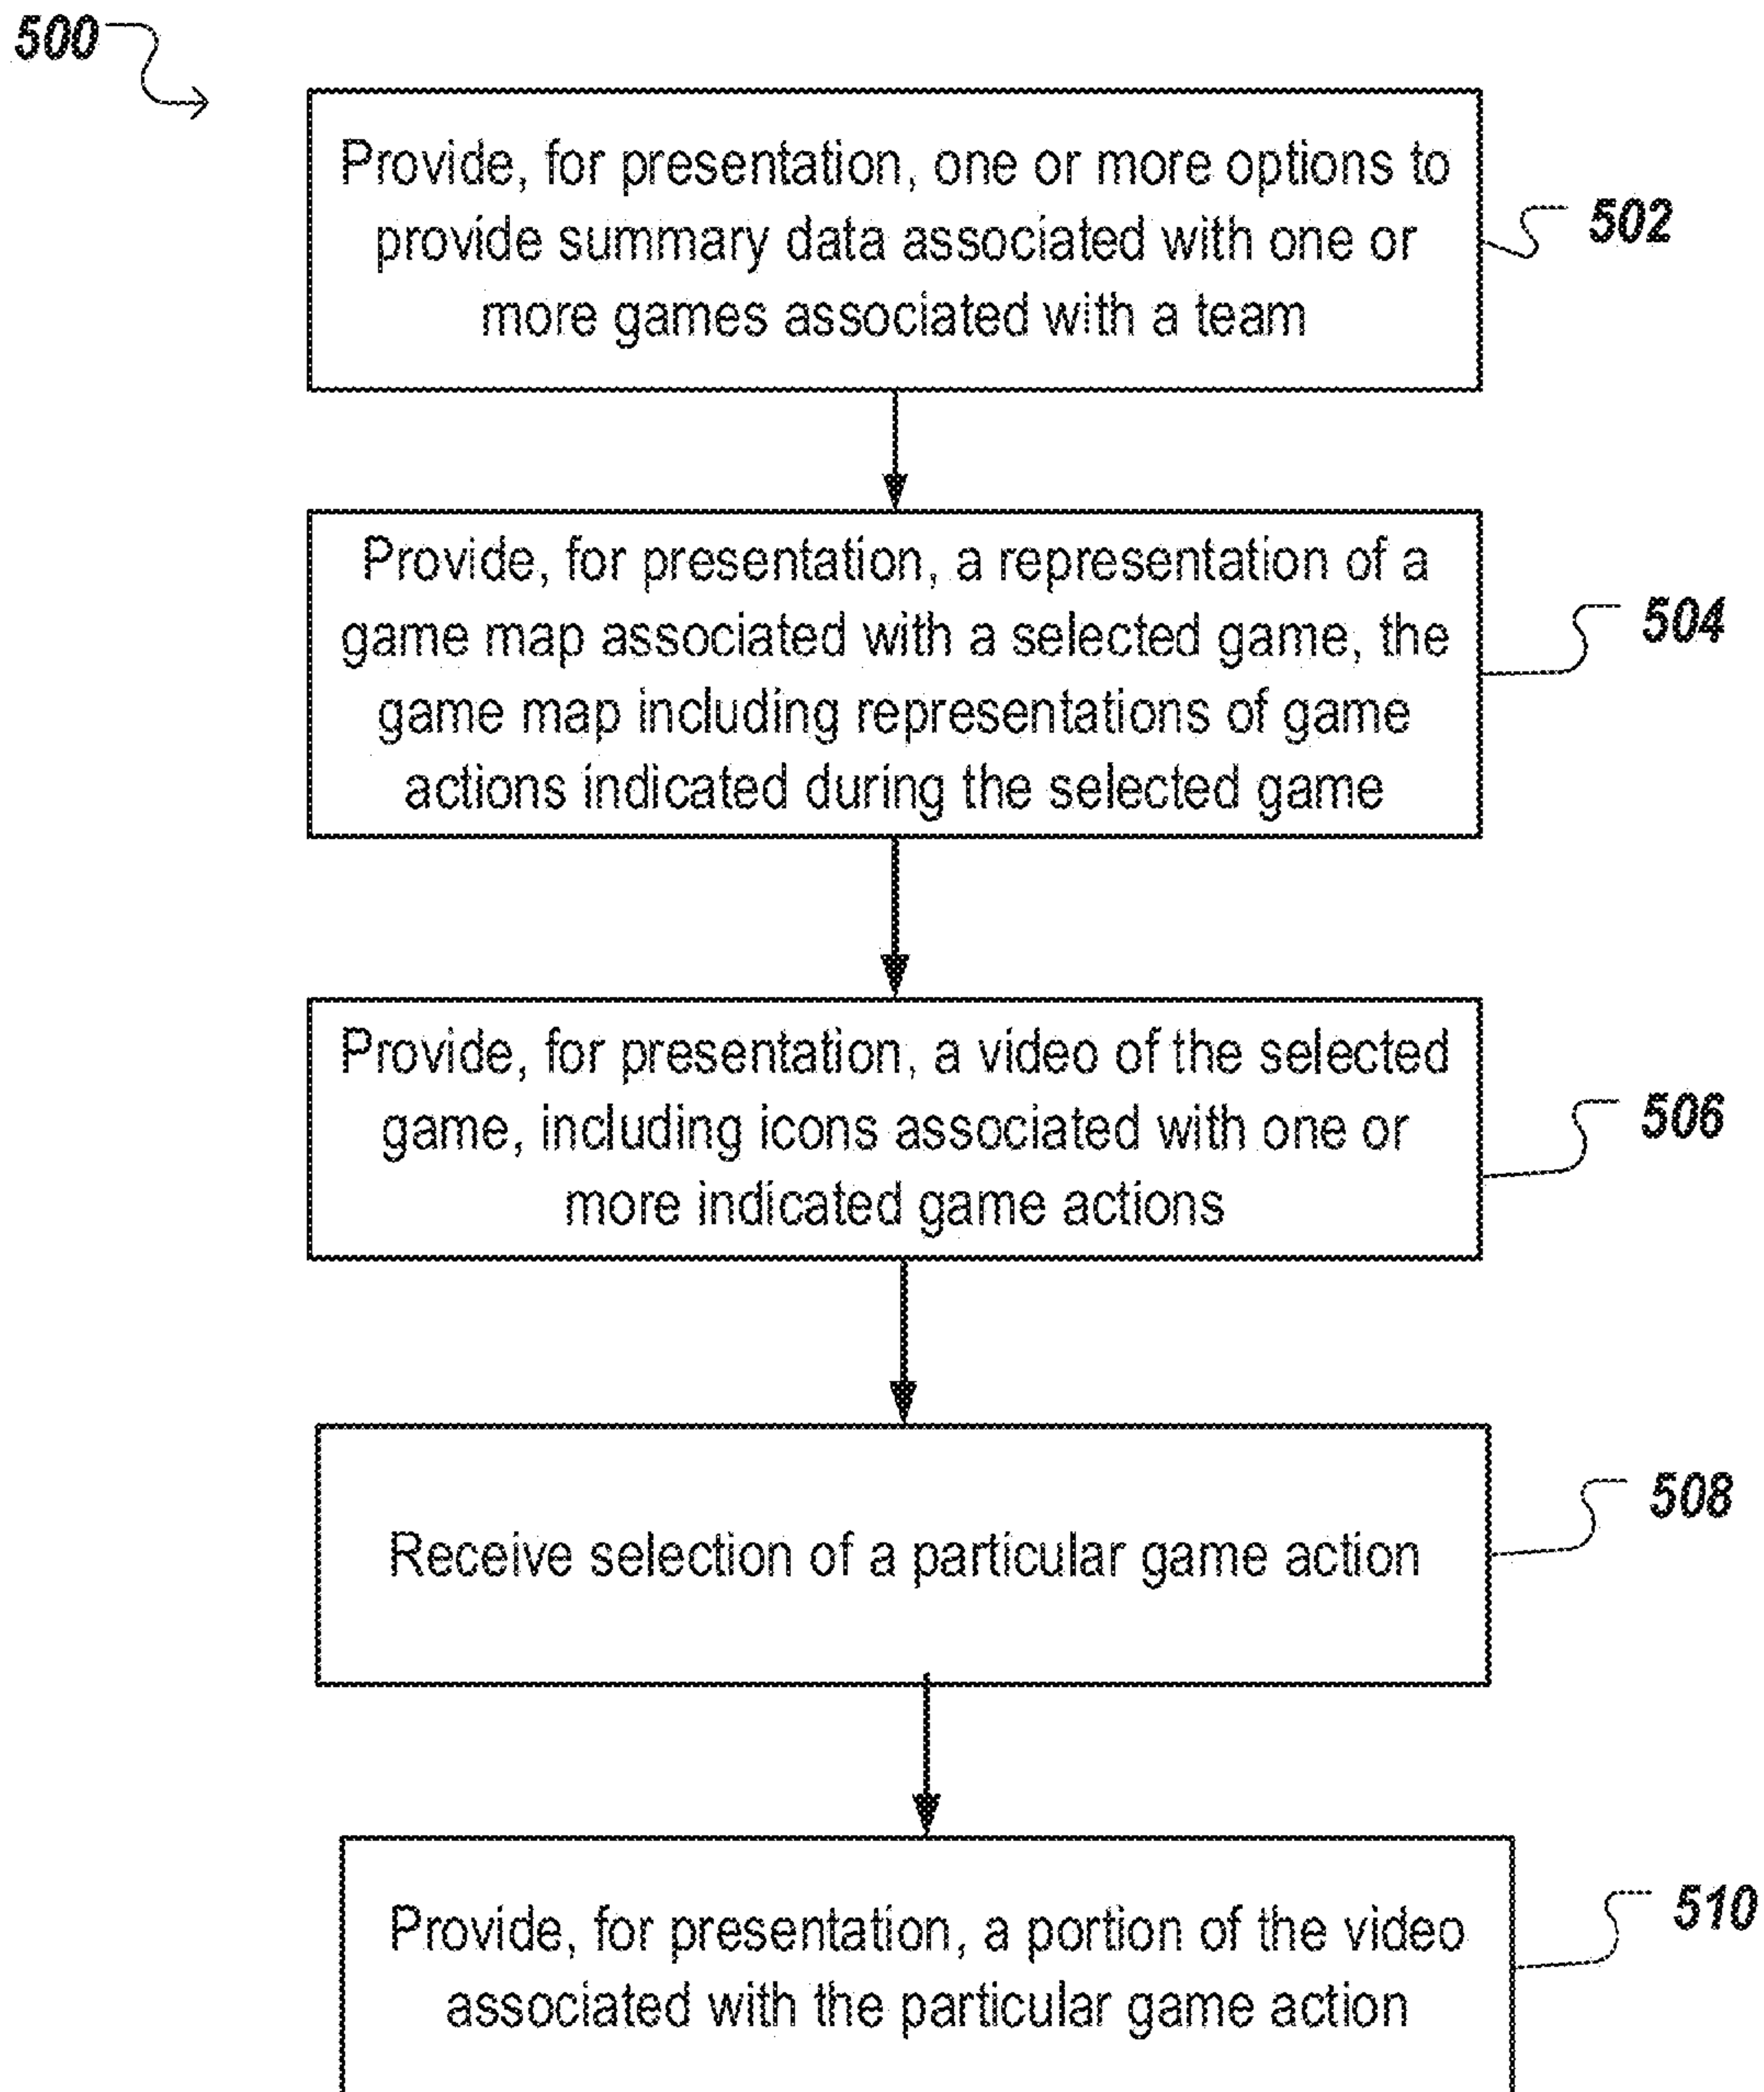 500
Provide, for presentation, one or more options to
provide summary data associated with one or
more games associated with a team
502
Provide, for presentation, a representation of a
game map associated with a selected game, the
game map including representations of game
actions indicated during the selected game
504
Provide, for presentation, a video of the selected
game, including icons associated with one or
more indicated game actions
506
Receive selection of a particular game action
508
Provide, for presentation, a portion of the video
associated with the particular game action
510